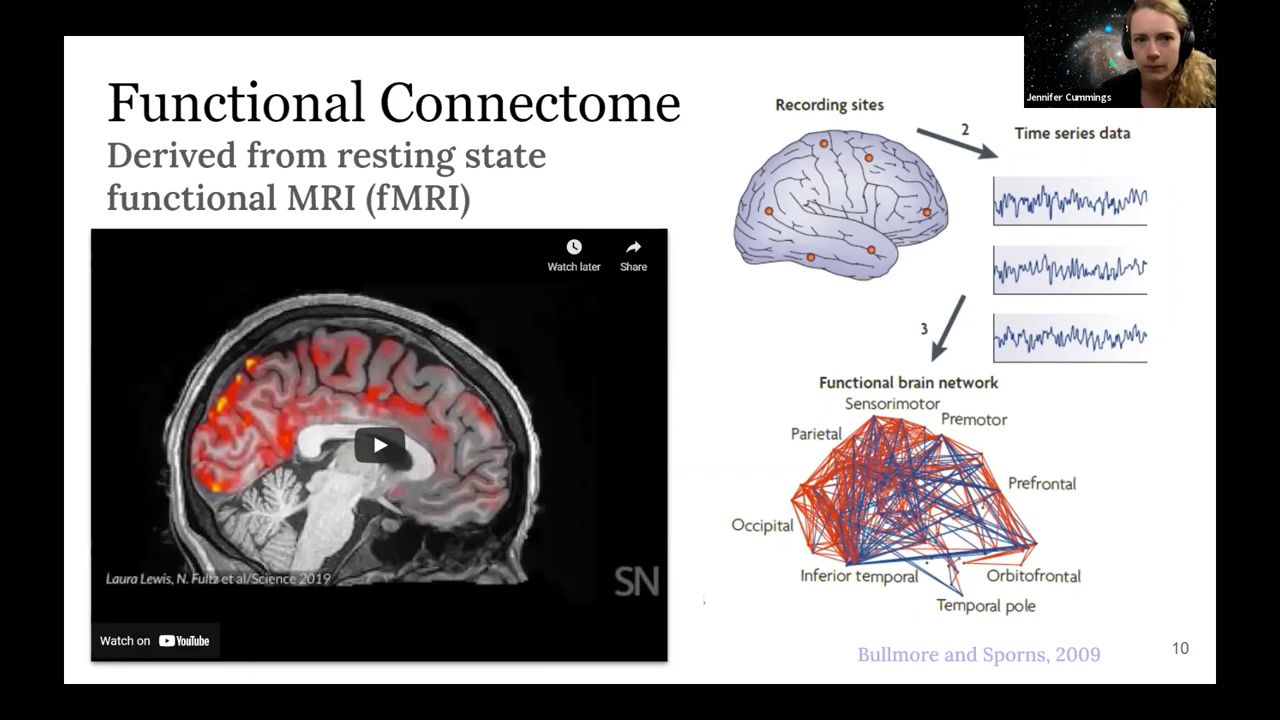 Functional Connectome
Derived from resting state
functional MRI (fMRI)
Watch later
Share
Laura Lewis, N. Fultz et al/Science 2019
SN
Watch on YouTube
Recording sites
2
Time series data
3
Functional brain network
Sensorimotor
Premotor
Parietal
Prefrontal
Occipital
Inferior temporal
Orbitofrontal
Temporal pole
Bullmore and Sporns, 2009
10
Jennifer Cummings